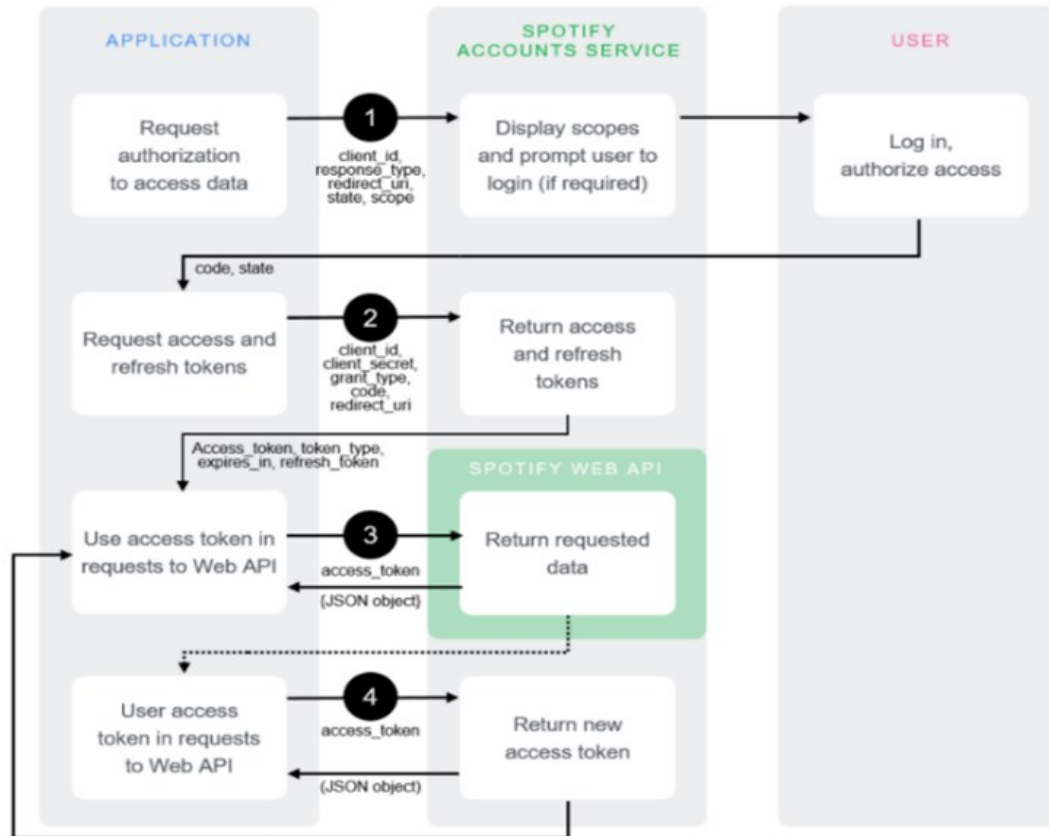 APPLICATION
SPOTIFY
ACCOUNTS SERVICE
USER
Request
authorization
to access data
1
client_id,
response_type,
redirect_uri,
state, scope
Display scopes
and prompt user to
login (if required)
Log in,
authorize access
code, state
Request access and
refresh tokens
2
client_id,
client_secret,
grant_type,
code,
redirect_uri
Return access
and refresh
tokens
Access_token, token_type,
expires_in, refresh_token
SPOTIFY WEB API
Use access token in
requests to Web API
3
access_token
{JSON object}
Return requested
data
User access
token in requests
to Web API
4
access_token
{JSON object}
Return new
access token